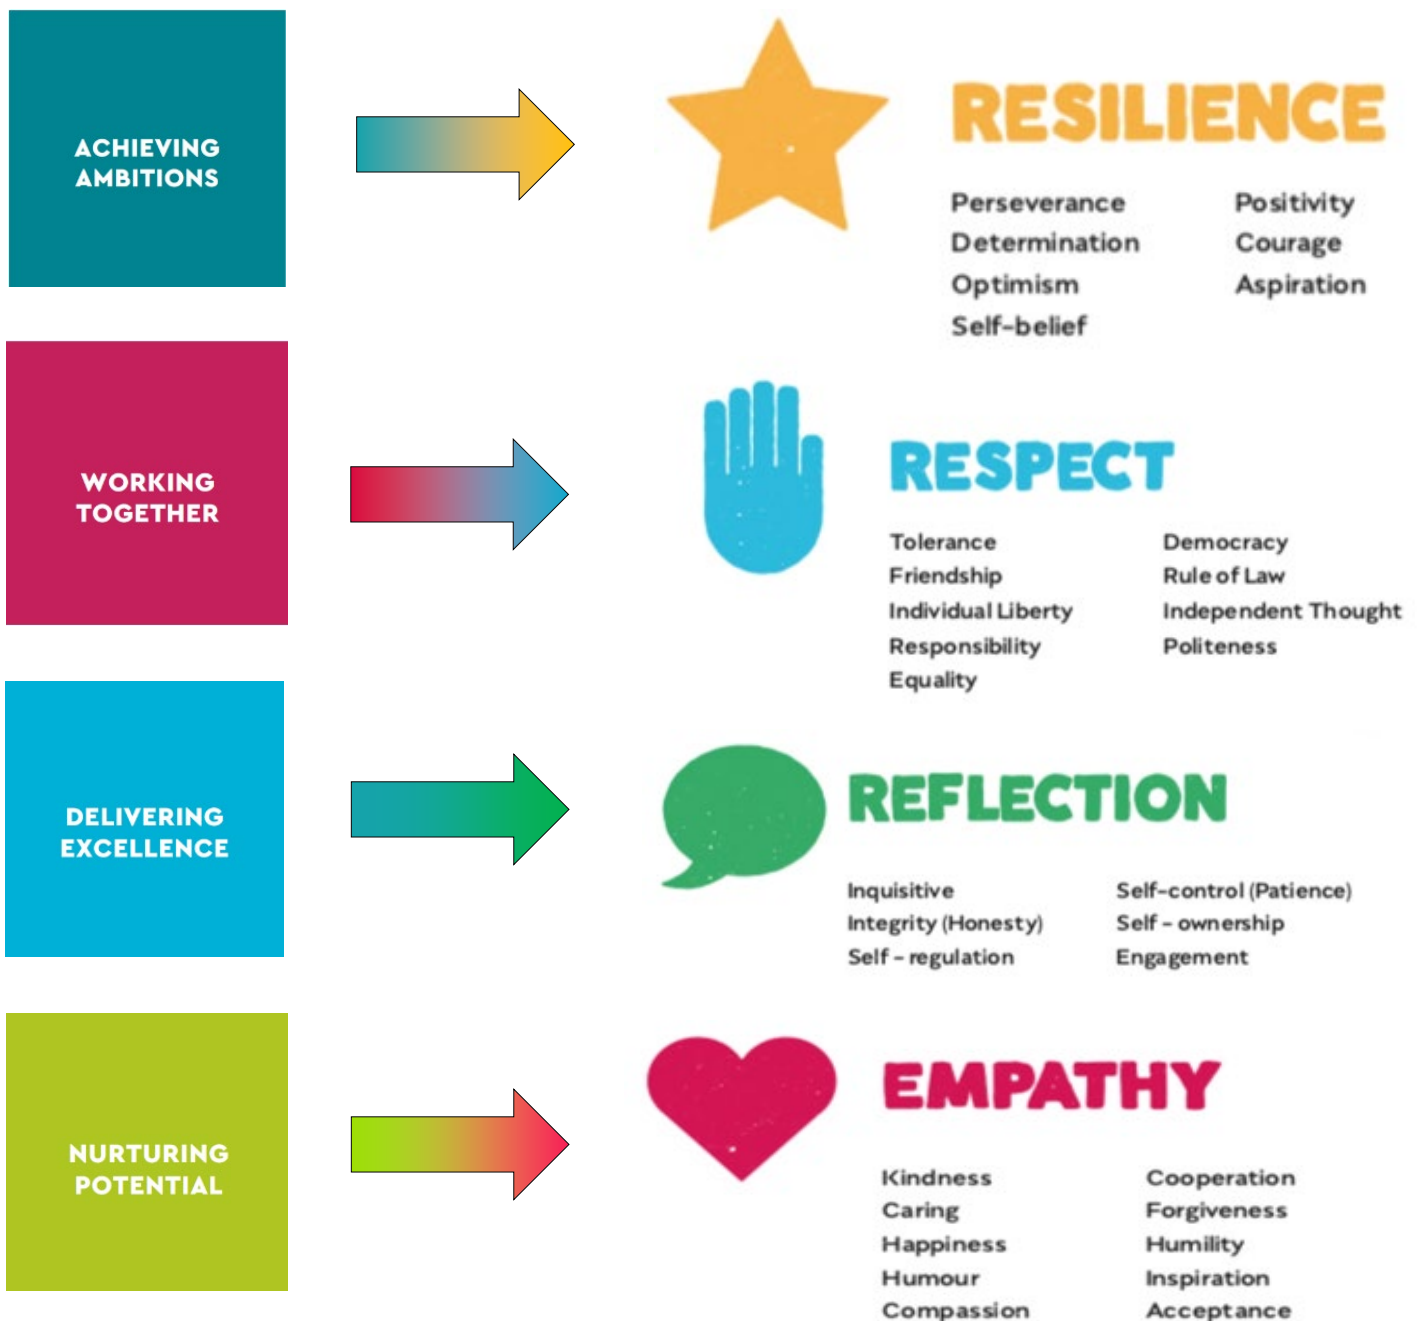 ACHIEVING
AMBITIONS
RESILIENCE
Perseverance
Determination
Optimism
Self-belief
Positivity
Courage
Aspiration
WORKING
TOGETHER
RESPECT
Tolerance
Friendship
Individual Liberty
Responsibility
Equality
Democracy
Rule of Law
Independent Thought
Politeness
DELIVERING
EXCELLENCE
REFLECTION
Inquisitive
Integrity (Honesty)
Self - regulation
Self-control (Patience)
Self - ownership
Engagement
NURTURING
POTENTIAL
EMPATHY
Kindness
Caring
Happiness
Humour
Compassion
Cooperation
Forgiveness
Humility
Inspiration
Acceptance